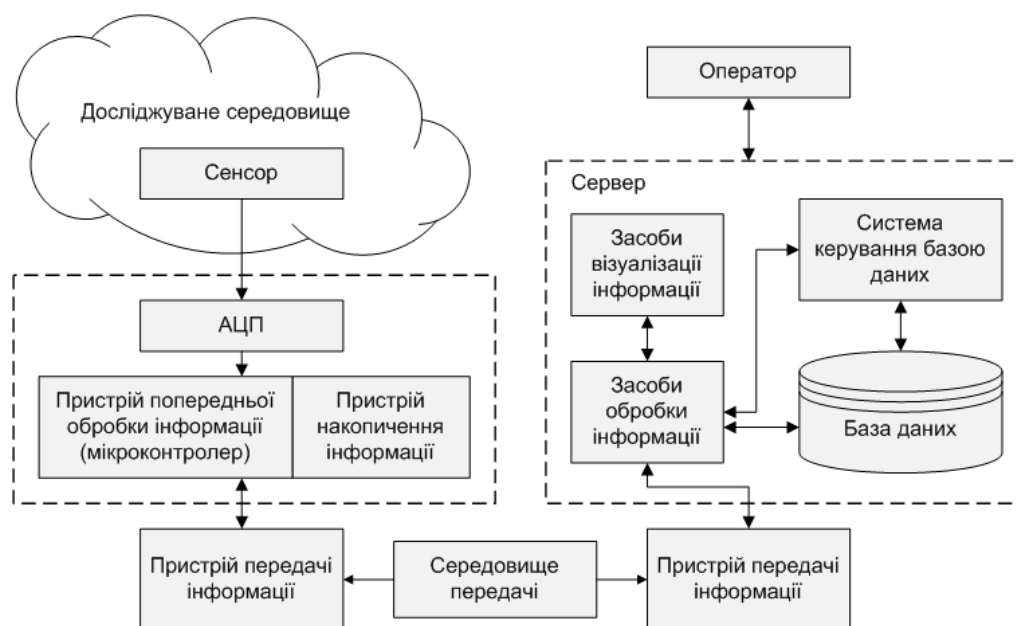 Досліджуване середовище
Сенсор
АЦП
Пристрій попередньої
обробки інформації
(мікроконтролер)
Пристрій
накопичення
інформації
Пристрій передачі
інформації
Середовище
передачі
Оператор
Сервер
Засоби
візуалізації
інформації
Система
керування базою
даних
Засоби
обробки
інформації
База даних
Пристрій передачі
інформації